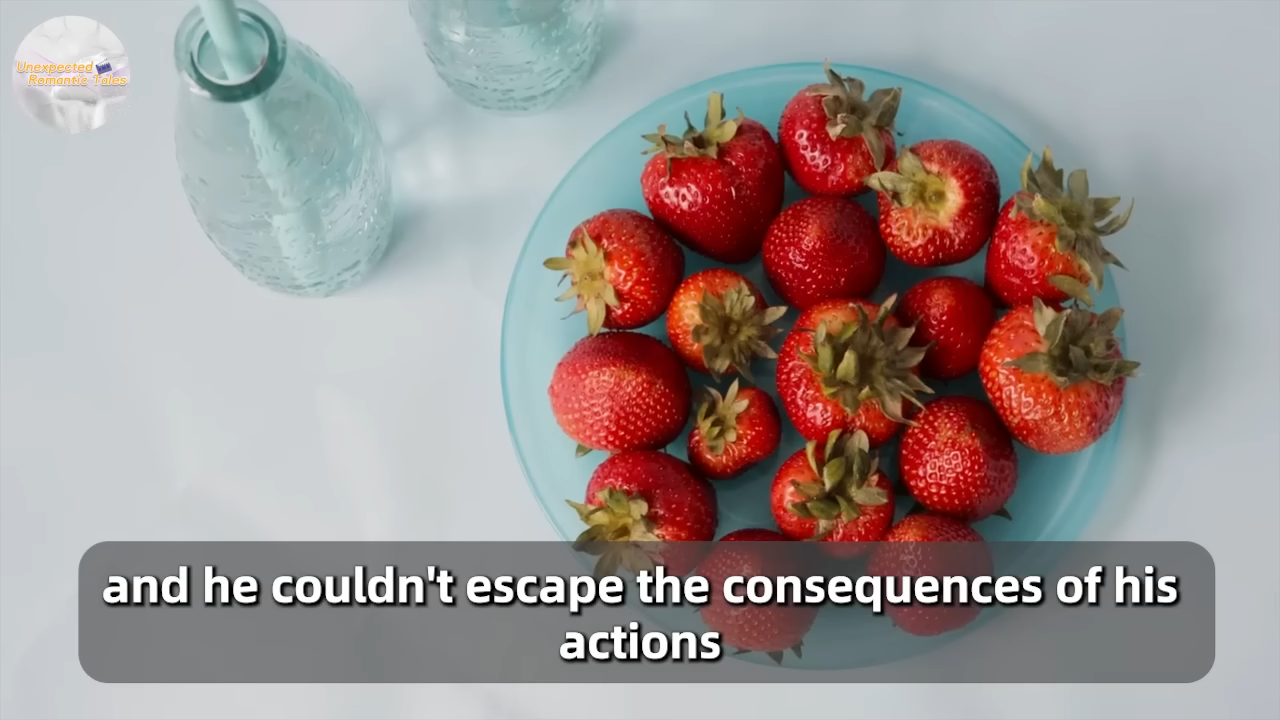 Unexpected
Romantic Tales
and he couldn't escape the consequences of his
actions